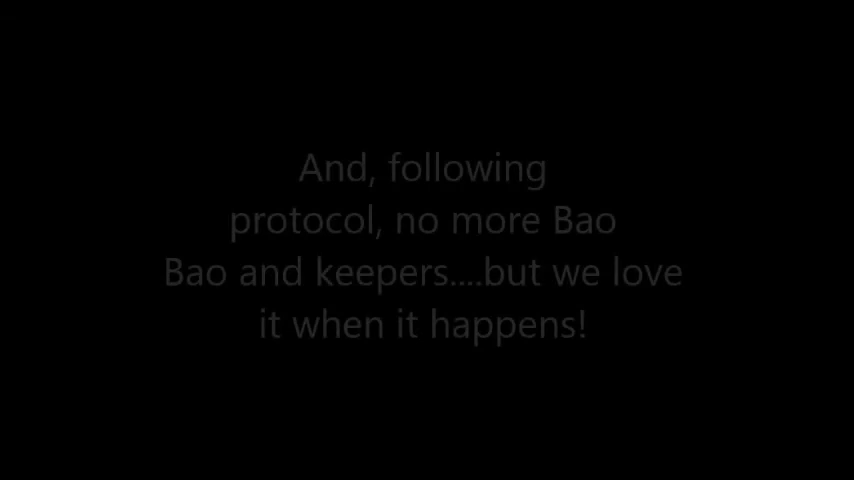 And, following
protocol, no more Bao
Bao and keepers....but we love
it when it happens!